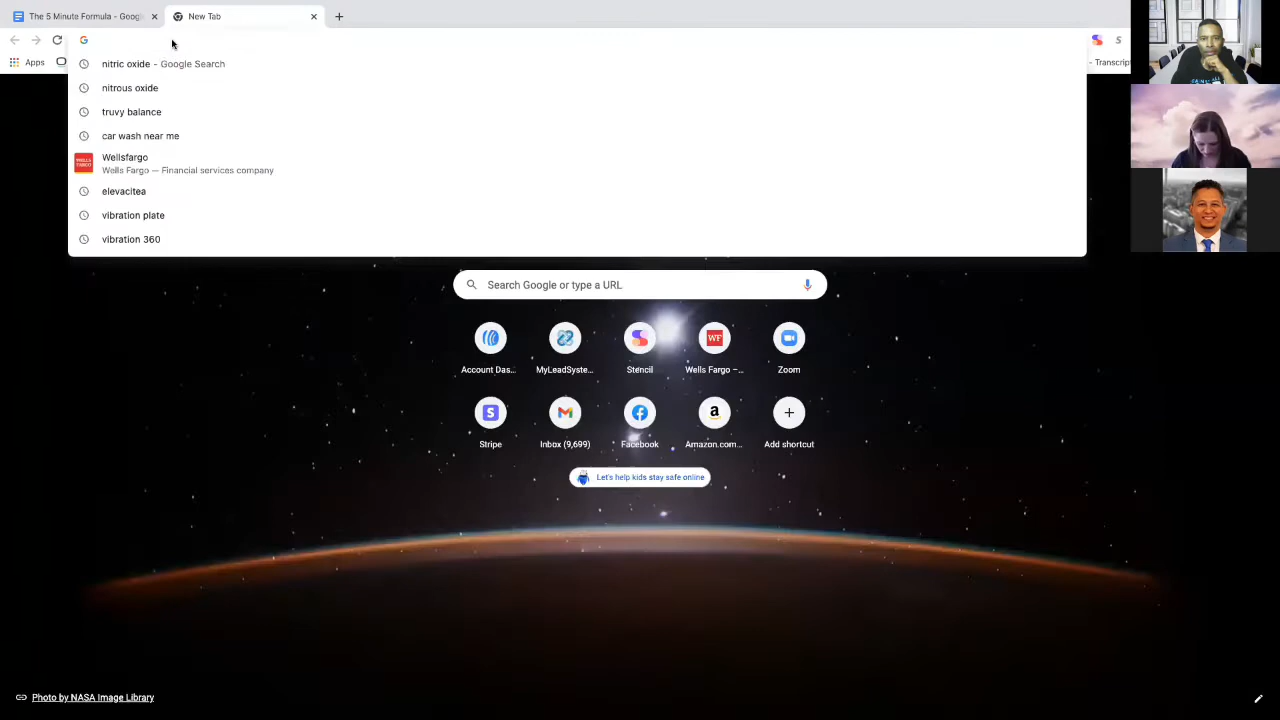 The 5 Minute Formula - Goog
New Tab
nitric oxide - Google Search
nitrous oxide
truvy balance
car wash near me
Wellsfargo
Wells Fargo — Financial services company
elevacitea
vibration plate
vibration 360
Apps
- Transcrip
Search Google or type a URL
Account Das...
MyLeadSyste...
Stencil
Wells Fargo –...
Zoom
Stripe
Inbox (9,699)
Facebook
Amazon.com...
Add shortcut
Let's help kids stay safe online
Photo by NASA Image Library